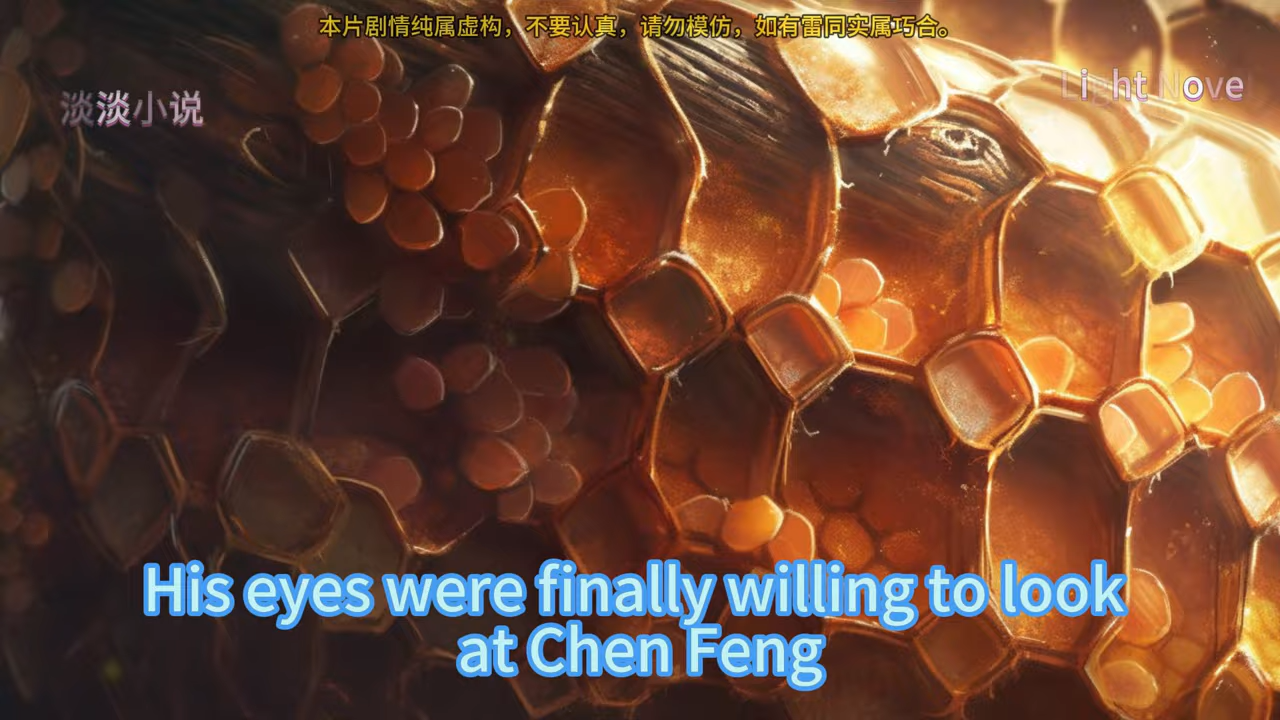 本片剧情纯属虚构，不要认真，请勿模仿，如有雷同实属巧合。
淡淡小说
Light Nove
His eyes were finally willing to look
at Chen Feng